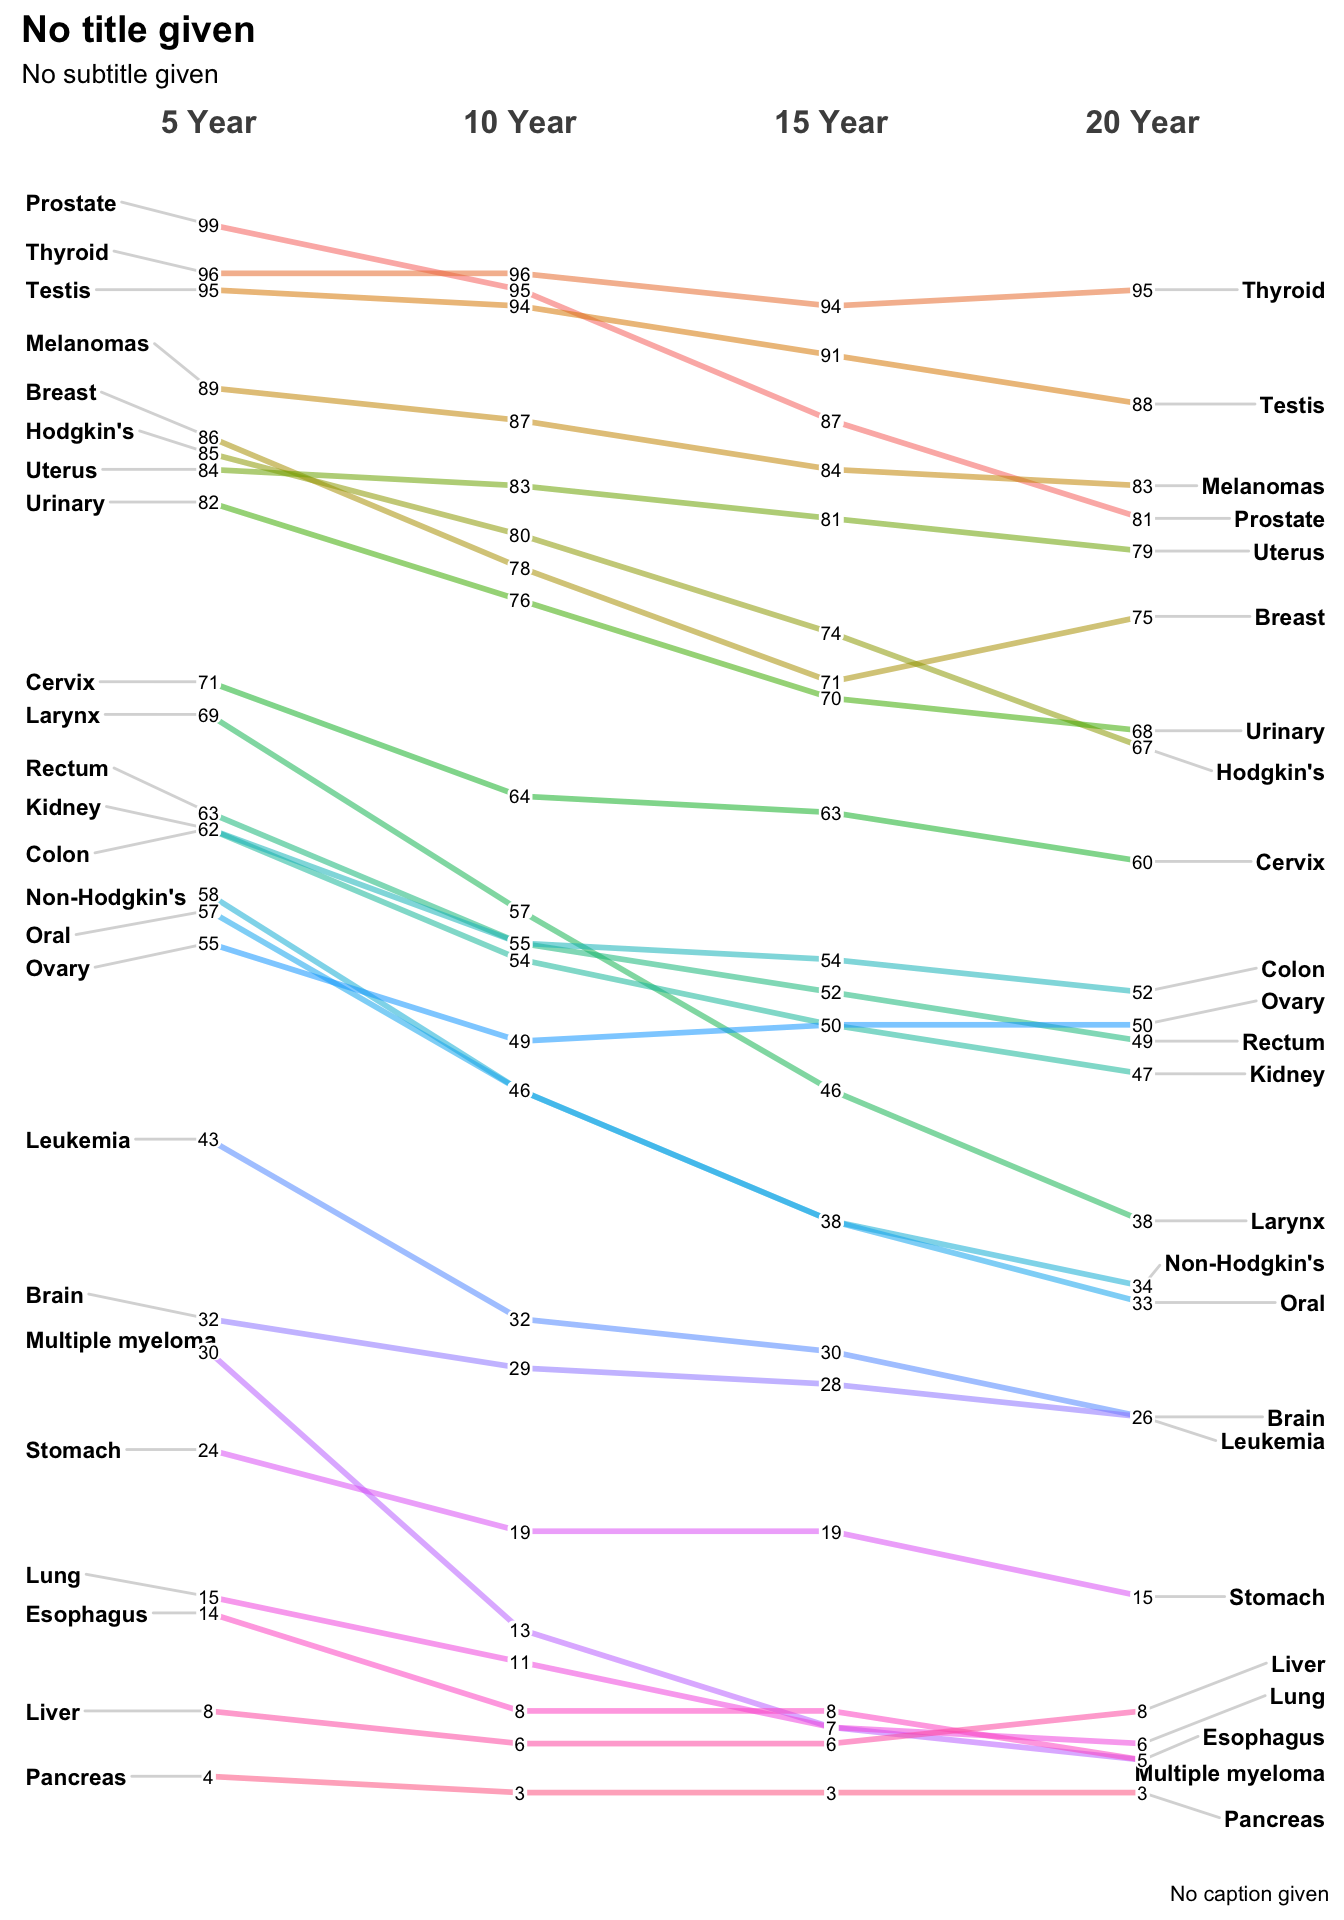 No title given
No subtitle given
5 Year 10 Year 15 Year 20 Year
Prostate 99
Thyroid 96 96
95 95 Thyroid
Testis 95
94 94
Melanomas
91
89
Breast 88 Testis
87 87
Hodgkin's 86
85
Uterus 84 84
83 83 Melanomas
Urinary 82
81 81 Prostate
80
79 Uterus
78
76
75 Breast
74
Cervix 71 71
70
Larynx 69
68 Urinary
67 Hodgkin's
Rectum
64
Kidney 63 63
62
Colon
60 Cervix
Non-Hodgkin's 58
57 57
Oral
Ovary 55 55
54 54 Colon
52 52
Ovary
50 50
49 49 Rectum
47 Kidney
46 46
Leukemia 43
38 38 Larynx
Non-Hodgkin's
34
33 Oral
Brain
32 32
Multiple myeloma
30 30
29
28
26 Brain
Leukemia
Stomach 24
19 19
Lung
15 15 Stomach
Esophagus 14
13
11 Liver
Lung
Liver 8 8 8 8
7
6 6 6 Esophagus
5
Multiple myeloma
Pancreas 4
3 3 3
Pancreas
No caption given